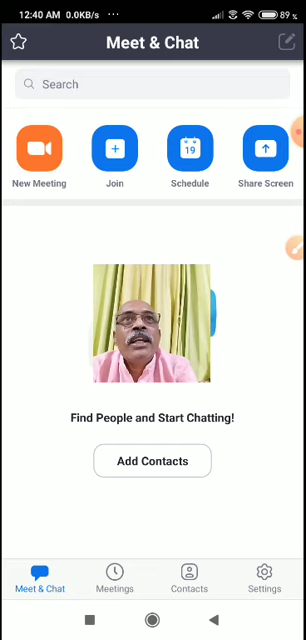 12:40 AM 0.0KB/s ...
89 %
Meet & Chat
Search
New Meeting
Join
19
Schedule
Share Screen
Find People and Start Chatting!
Add Contacts
Meet & Chat
Meetings
Contacts
Settings